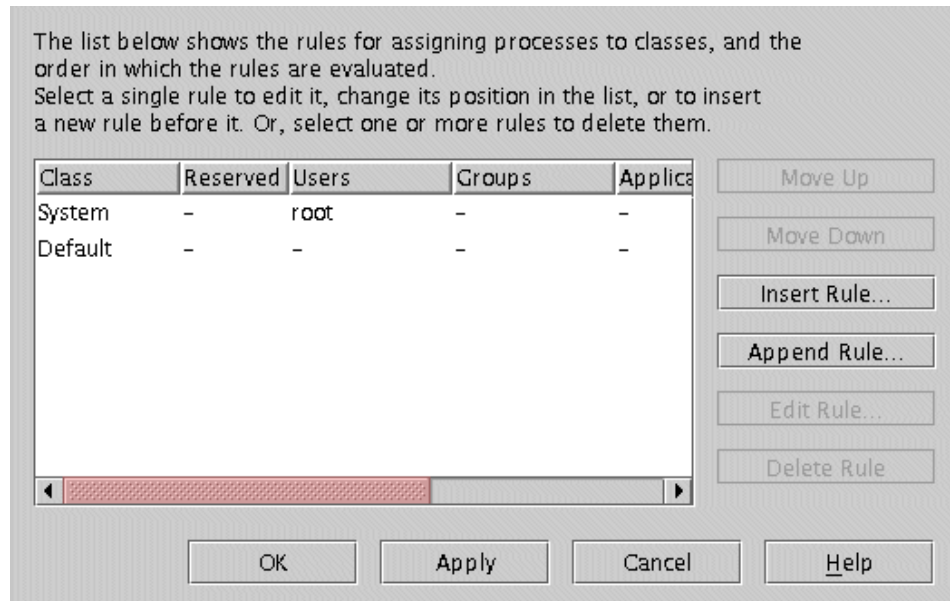 The list below shows the rules for assigning processes to classes, and the
order in which the rules are evaluated.
Select a single rule to edit it, change its position in the list, or to insert
a new rule before it. Or, select one or more rules to delete them.
Class Reserved Users Groups Applica
System – root – –
Default – – – –
Move Up
Move Down
Insert Rule...
Append Rule...
Edit Rule...
Delete Rule
OK Apply Cancel Help